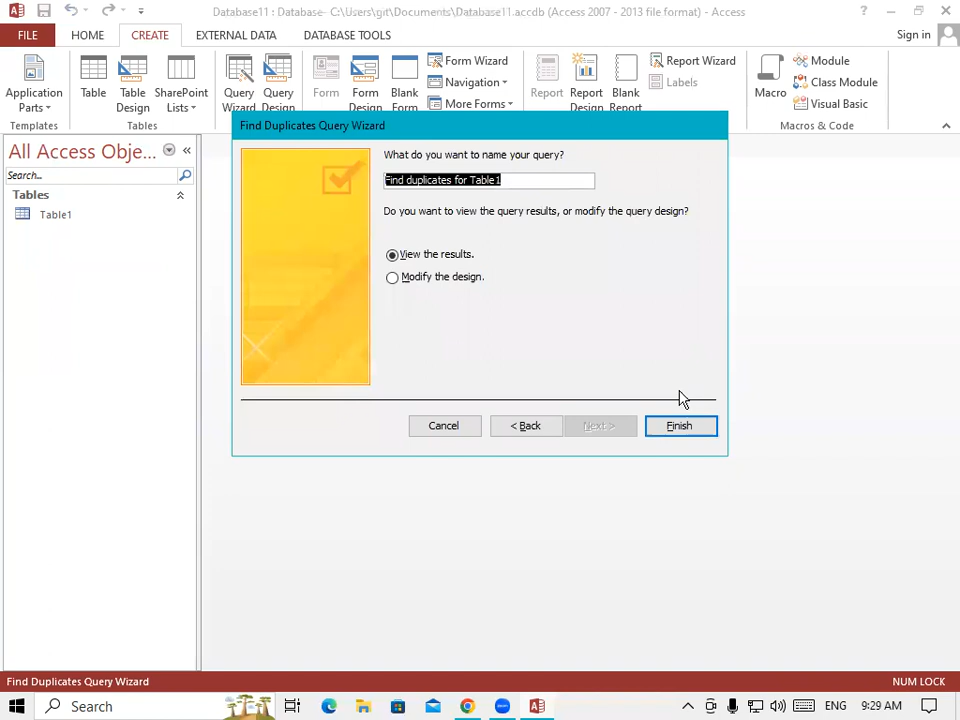 Database11 : Database- C:\Users\grt\Documents\Database11.accdb (Access 2007 - 2013 file format) - Access
?
FILE HOME CREATE EXTERNAL DATA DATABASE TOOLS Sign in
Application Parts
Table
Table Design
SharePoint Lists
Query Wizard
Query Design
Form
Form Design
Blank Form
Form Wizard
Navigation
More Forms
Report
Report Design
Blank Report
Report Wizard
Labels
Macro
Module
Class Module
Visual Basic
Templates Tables Macros & Code
All Access Obje...
Search...
Tables
Table1
Find Duplicates Query Wizard
What do you want to name your query?
Find duplicates for Table1
Do you want to view the query results, or modify the query design?
View the results.
Modify the design.
Cancel < Back Next > Finish
Find Duplicates Query Wizard NUM LOCK
Search ENG 9:29 AM